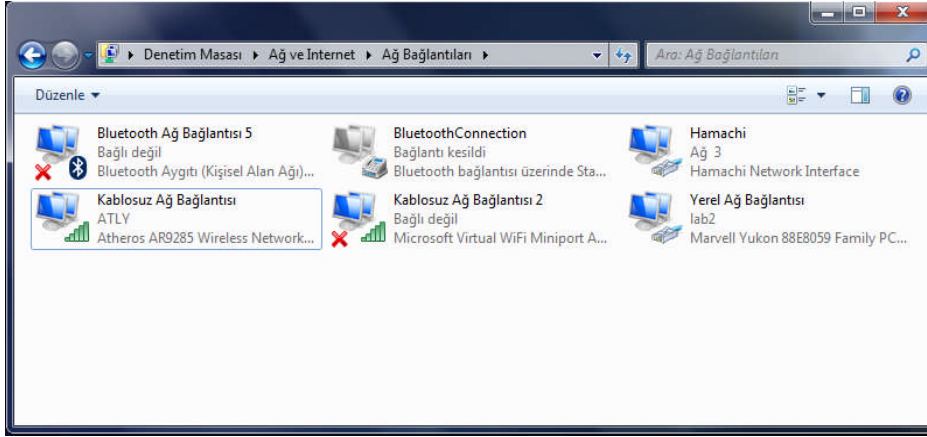 Denetim Masası ▸ Ağ ve Internet ▸ Ağ Bağlantıları ▸
Ara: Ağ Bağlantıları
Düzenle
Bluetooth Ağ Bağlantısı 5
Bağlı değil
Bluetooth Aygıtı (Kişisel Alan Ağı)...
BluetoothConnection
Bağlantı kesildi
Bluetooth bağlantısı üzerinde Sta...
Hamachi
Ağ 3
Hamachi Network Interface
Kablosuz Ağ Bağlantısı
ATLY
Atheros AR9285 Wireless Network...
Kablosuz Ağ Bağlantısı 2
Bağlı değil
Microsoft Virtual WiFi Miniport A...
Yerel Ağ Bağlantısı
lab2
Marvell Yukon 88E8059 Family PC...